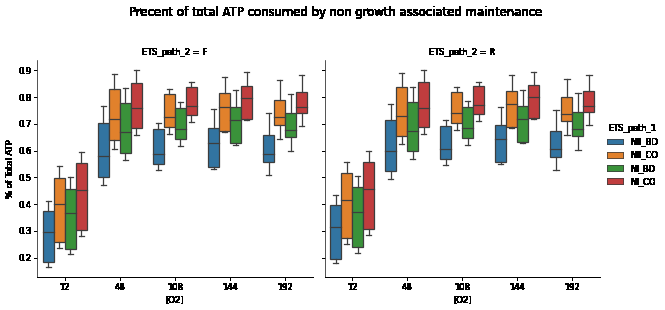 Precent of total ATP consumed by non growth associated maintenance
ETS_path_2 = F
ETS_path_2 = R
% of Total ATP
0.9
0.8
0.7
0.6
0.5
0.4
0.3
0.2
12 48 108 144 192
12 48 108 144 192
[O2]
[O2]
ETS_path_1
NII_BD
NII_CO
NI_BD
NI_CO